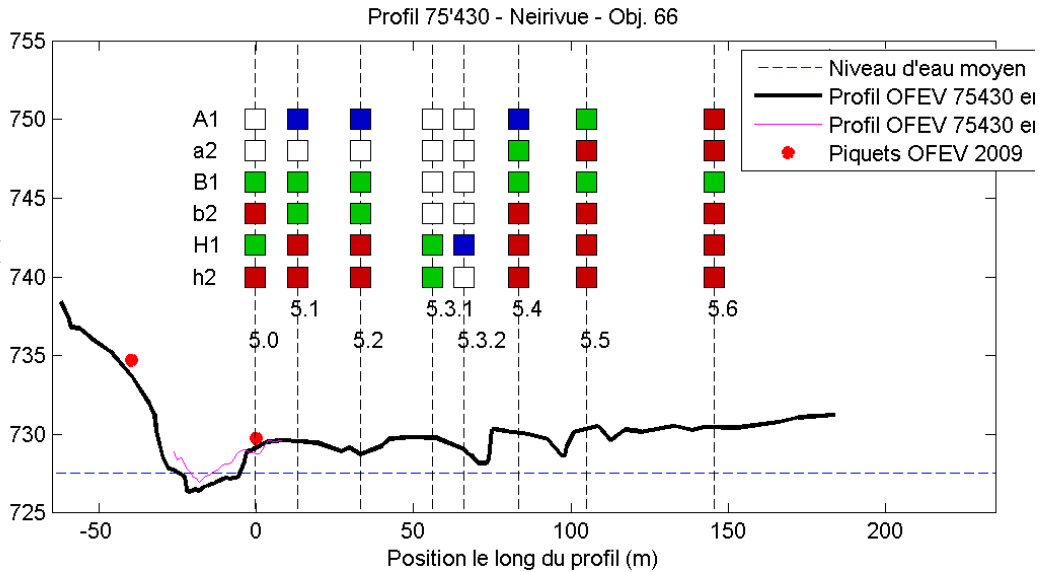 Profil 75'430 - Neirivue - Obj. 66
755
750
745
740
735
730
725
A1
a2
B1
b2
H1
h2
Niveau d'eau moyen
Profil OFEV 75430
Profil OFEV 75430
Piquets OFEV 2009
5.1 5.3.1 5.4 5.6
5.0 5.2 5.3.2 5.5
-50 0 50 100 150 200
Position le long du profil (m)